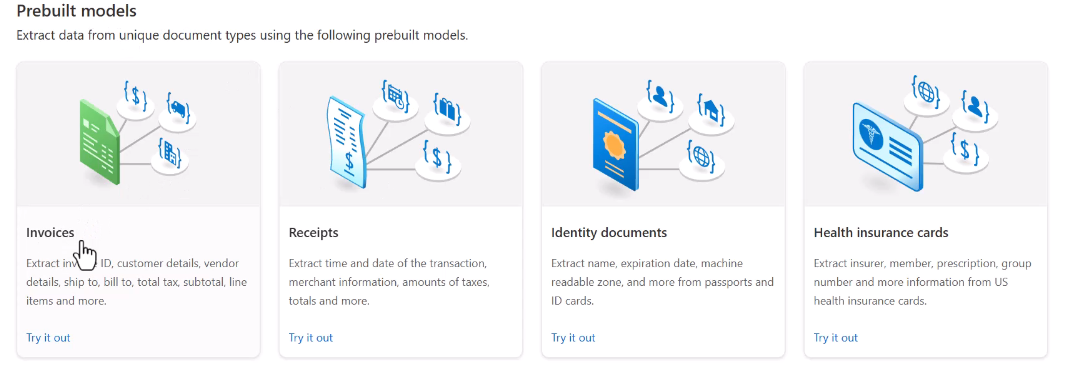 Prebuilt models
Extract data from unique document types using the following prebuilt models.
Invoices
Extract ID, customer details, vendor
details, ship to, bill to, total tax, subtotal, line
items and more.
Try it out
Receipts
Extract time and date of the transaction,
merchant information, amounts of taxes,
totals and more.
Try it out
Identity documents
Extract name, expiration date, machine
readable zone, and more from passports and
ID cards.
Try it out
Health insurance cards
Extract insurer, member, prescription, group
number and more information from US
health insurance cards.
Try it out